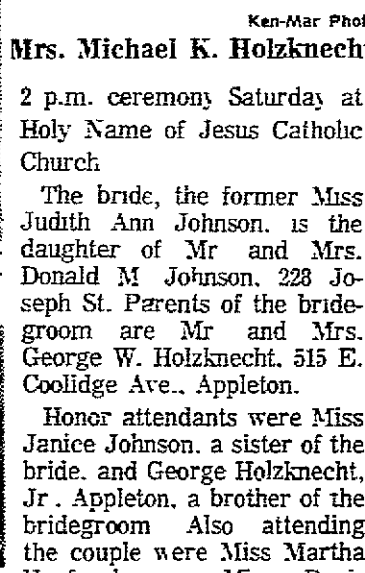 Ken-Mar Phot
Mrs. Michael K. Holzknecht
2 p.m. ceremony Saturday at
Holy Name of Jesus Catholic
Church
The bride, the former Miss
Judith Ann Johnson. is the
daughter of Mr and Mrs.
Donald M Johnson, 228 Jo-
seph St. Parents of the bride-
groom are Mr and Mrs.
George W. Holzknecht. 515 E.
Coolidge Ave., Appleton.
Honor attendants were Miss
Janice Johnson. a sister of the
bride. and George Holzknecht,
Jr . Appleton, a brother of the
bridegroom Also attending
the couple were Miss Martha